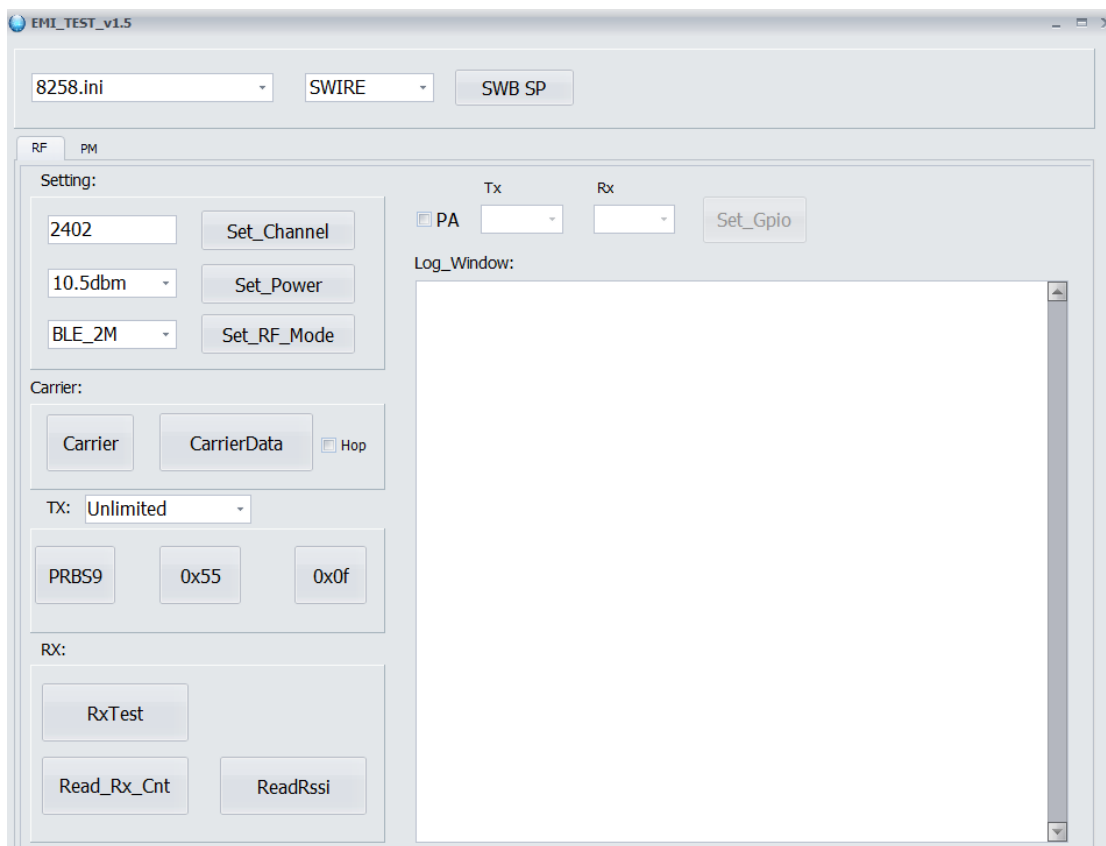 EMI_TEST_v1.5
8258.ini SWIRE SWB SP
RF PM
Setting:
2402 Set_Channel
10.5dbm Set_Power
BLE_2M Set_RF_Mode
Carrier:
Carrier CarrierData Hop
TX: Unlimited
PRBS9 0x55 0x0f
RX:
RxTest
Read_Rx_Cnt ReadRssi
Tx Rx
PA Set_Gpio
Log_Window: